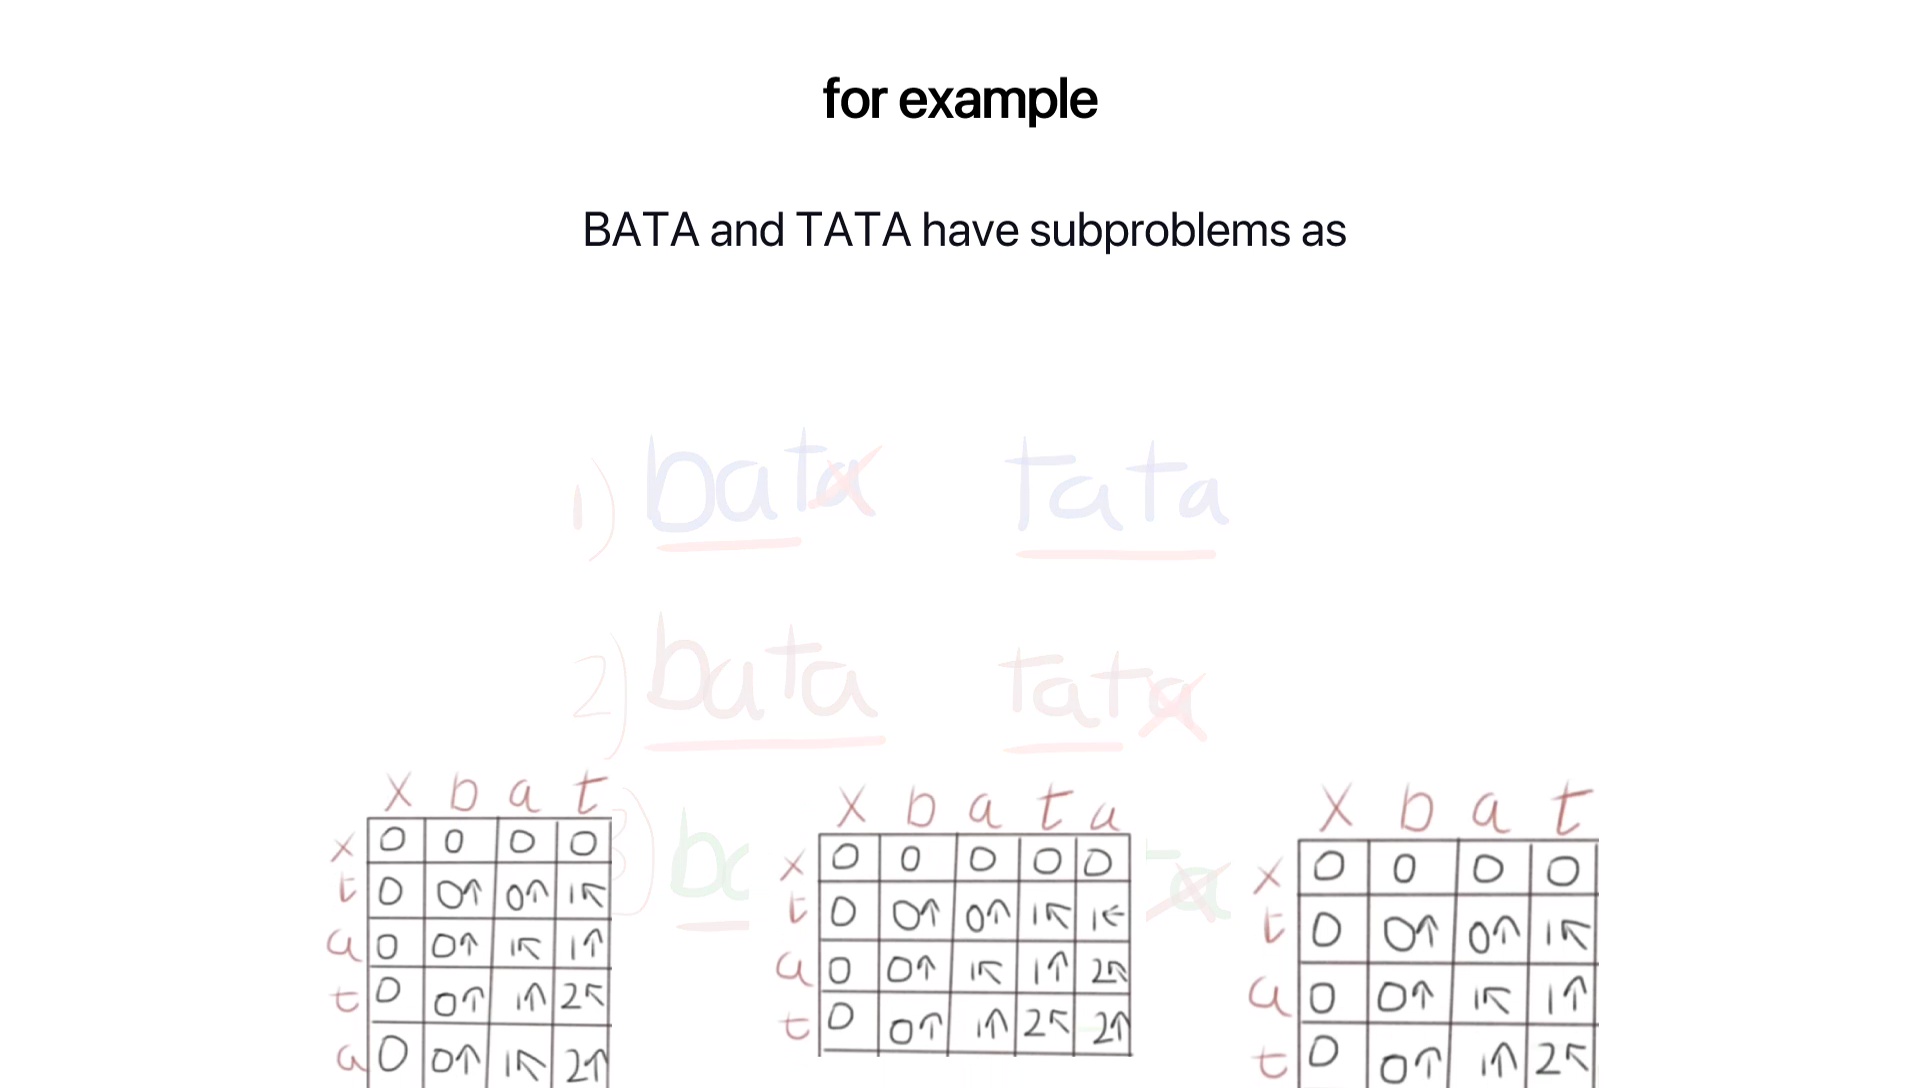 for example
BATA and TATA have subproblems as
1) bata tata
2) bata tata
3) ba a
x b a t
x 0 0 0 0
t 0 0↑ 0↑ 1↖
a 0 0↑ 1↖ 1↑
t 0 0↑ 1↑ 2↖
a 0 0↑ 1↖ 2↑
x b a t a
x 0 0 0 0 0
t 0 0↑ 0↑ 1↖ 1←
a 0 0↑ 1↖ 1↑ 2↖
t 0 0↑ 1↑ 2↖ 2↑
x b a t
x 0 0 0 0
t 0 0↑ 0↑ 1↖
a 0 0↑ 1↖ 1↑
t 0 0↑ 1↑ 2↖